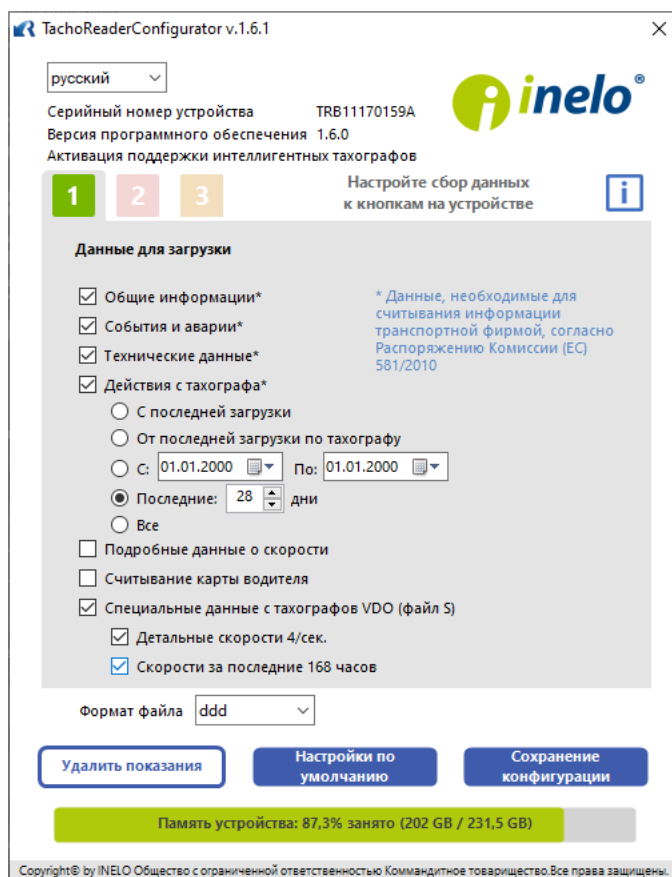 TachoReaderConfigurator v.1.6.1
русский
inelo®
Серийный номер устройства TRB11170159A
Версия программного обеспечения 1.6.0
Активация поддержки интеллигентных тахографов
1 2 3
Настройте сбор данных
к кнопкам на устройстве
i
Данные для загрузки
Общие информации*
События и аварии*
Технические данные*
Действия с тахографа*
* Данные, необходимые для
считывания информации
транспортной фирмой, согласно
Распоряжению Комиссии (ЕС)
581/2010
С последней загрузки
От последней загрузки по тахографу
С: 01.01.2000 По: 01.01.2000
Последние: 28 дни
Все
Подробные данные о скорости
Считывание карты водителя
Специальные данные с тахографов VDO (файл S)
Детальные скорости 4/сек.
Скорости за последние 168 часов
Формат файла ddd
Удалить показания
Настройки по
умолчанию
Сохранение
конфигурации
Память устройства: 87,3% занято (202 GB / 231,5 GB)
Copyright© by INELO Общество с ограниченной ответственностью Коммандитное товарищество.Все права защищены.